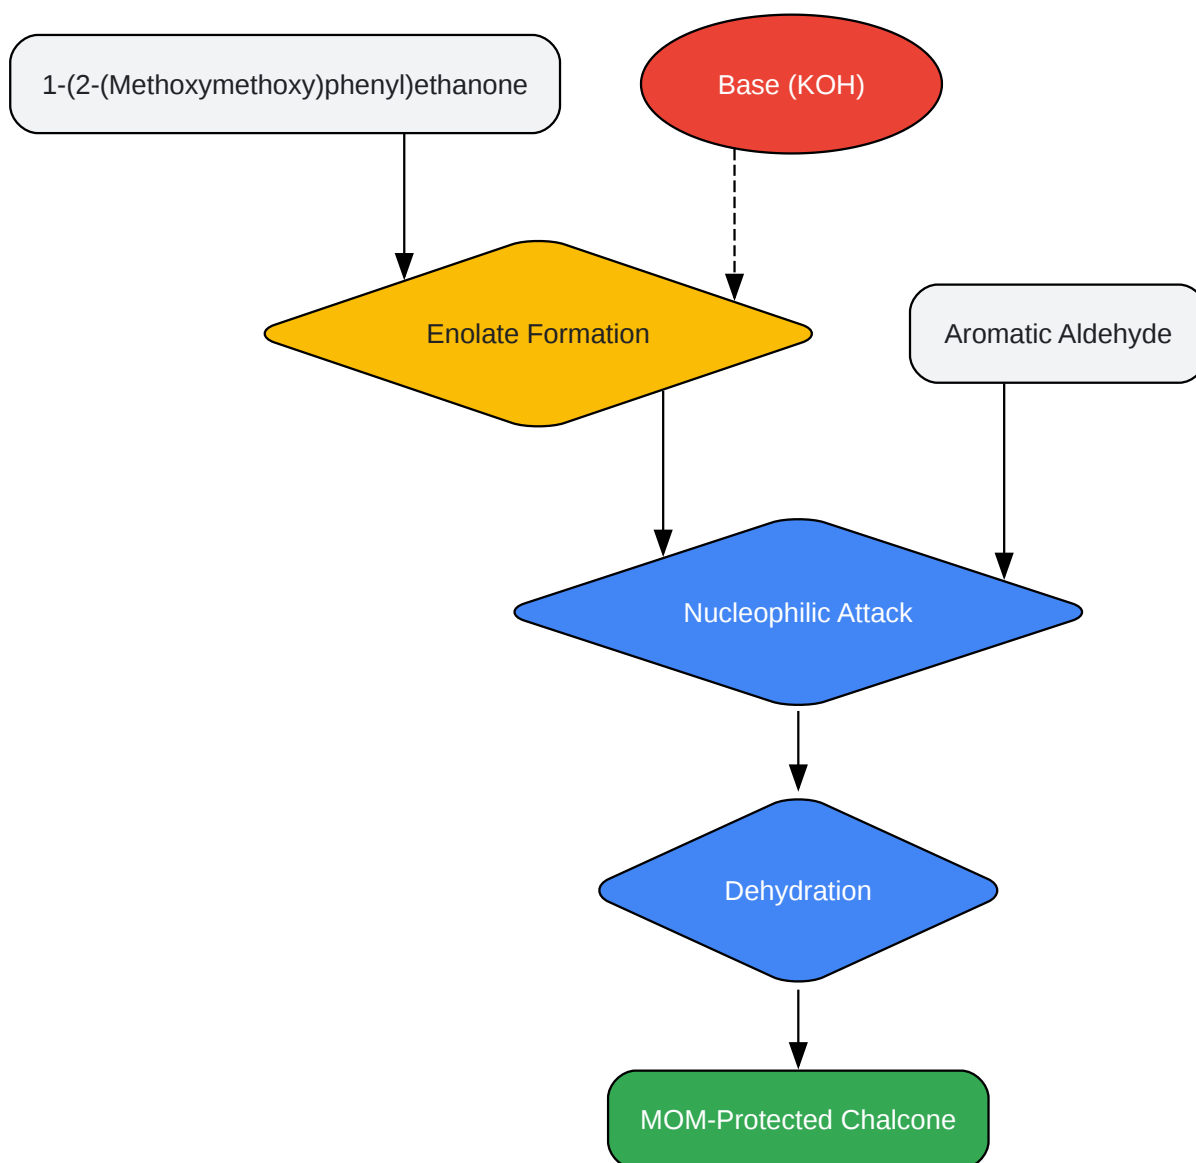 1-(2-(Methoxymethoxy)phenyl)ethanone
Base (KOH)
Enolate Formation
Aromatic Aldehyde
Nucleophilic Attack
Dehydration
MOM-Protected Chalcone